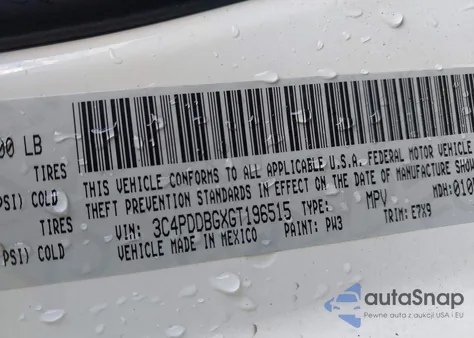 00 LB
TIRES
THIS VEHICLE CONFORMS TO ALL APPLICABLE U.S.A. FEDERAL MOTOR VEHICLE
PSI) COLD
THEFT PREVENTION STANDARDS IN EFFECT ON THE DATE OF MANUFACTURE SHOW
TIRES
VIN: 3C4PDDBGXGT196515 TYPE: MPV MDH: 010
PSI) COLD
VEHICLE MADE IN MEXICO PAINT: PW3 TRIM: E7X9
autoSnap
Pewne auta z aukcji USA i EU